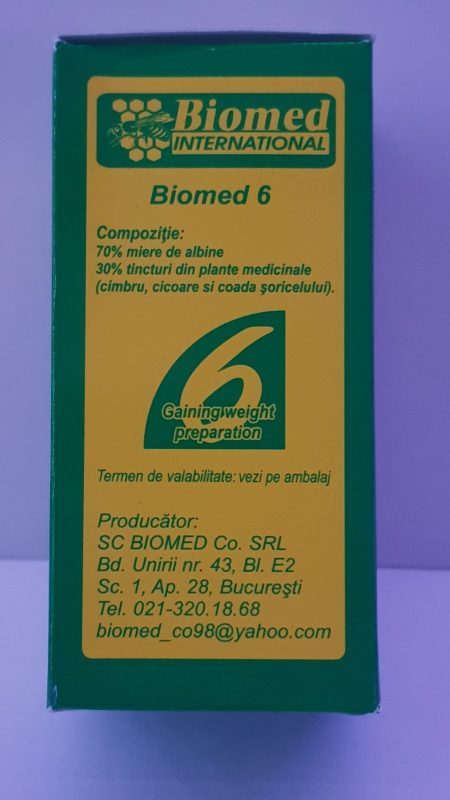 Biomed
INTERNATIONAL
Biomed 6
Compoziţie:
70% miere de albine
30% tincturi din plante medicinale
(cimbru, cicoare si coada şoricelului).
6
Gaining weight
preparation
Termen de valabilitate: vezi pe ambalaj
Producător:
SC BIOMED Co. SRL
Bd. Unirii nr. 43, Bl. E2
Sc. 1, Ap. 28, Bucureşti
Tel. 021-320.18.68
biomed_co98@yahoo.com